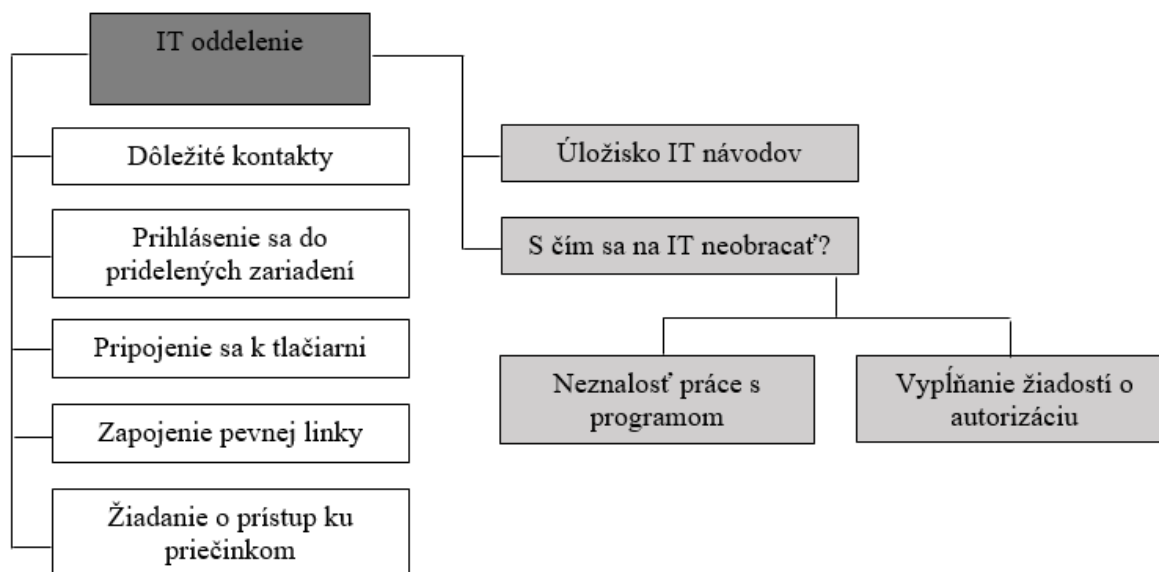 IT oddelenie
Dôležité kontakty
Prihlásenie sa do
pridelených zariadení
Pripojenie sa k tlačiarni
Zapojenie pevnej linky
Žiadanie o prístup ku
priečinkom
Úložisko IT návodov
S čím sa na IT neobracať?
Neznalosť práce s
programom
Vypĺňanie žiadostí o
autorizáciu